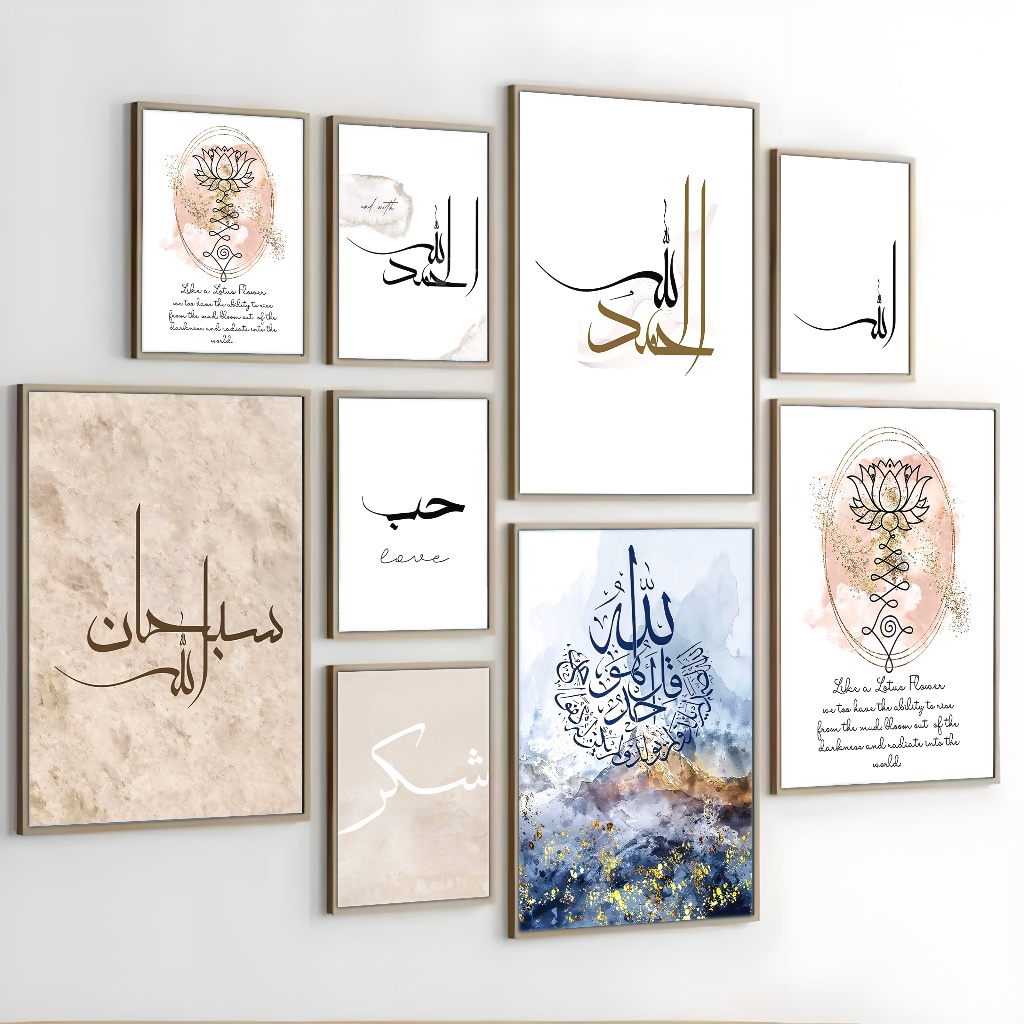 Like a Lotus Flower
we too have the ability to rise
from the mud, bloom out of the
darkness and radiate into the
world.
and with
الحمد
لله
الحمد
لله
الله
سبحان
الله
حب
love
شكر
الله
قل هو
أحد
Like a Lotus Flower
we too have the ability to rise
from the mud, bloom out of the
darkness and radiate into the
world.